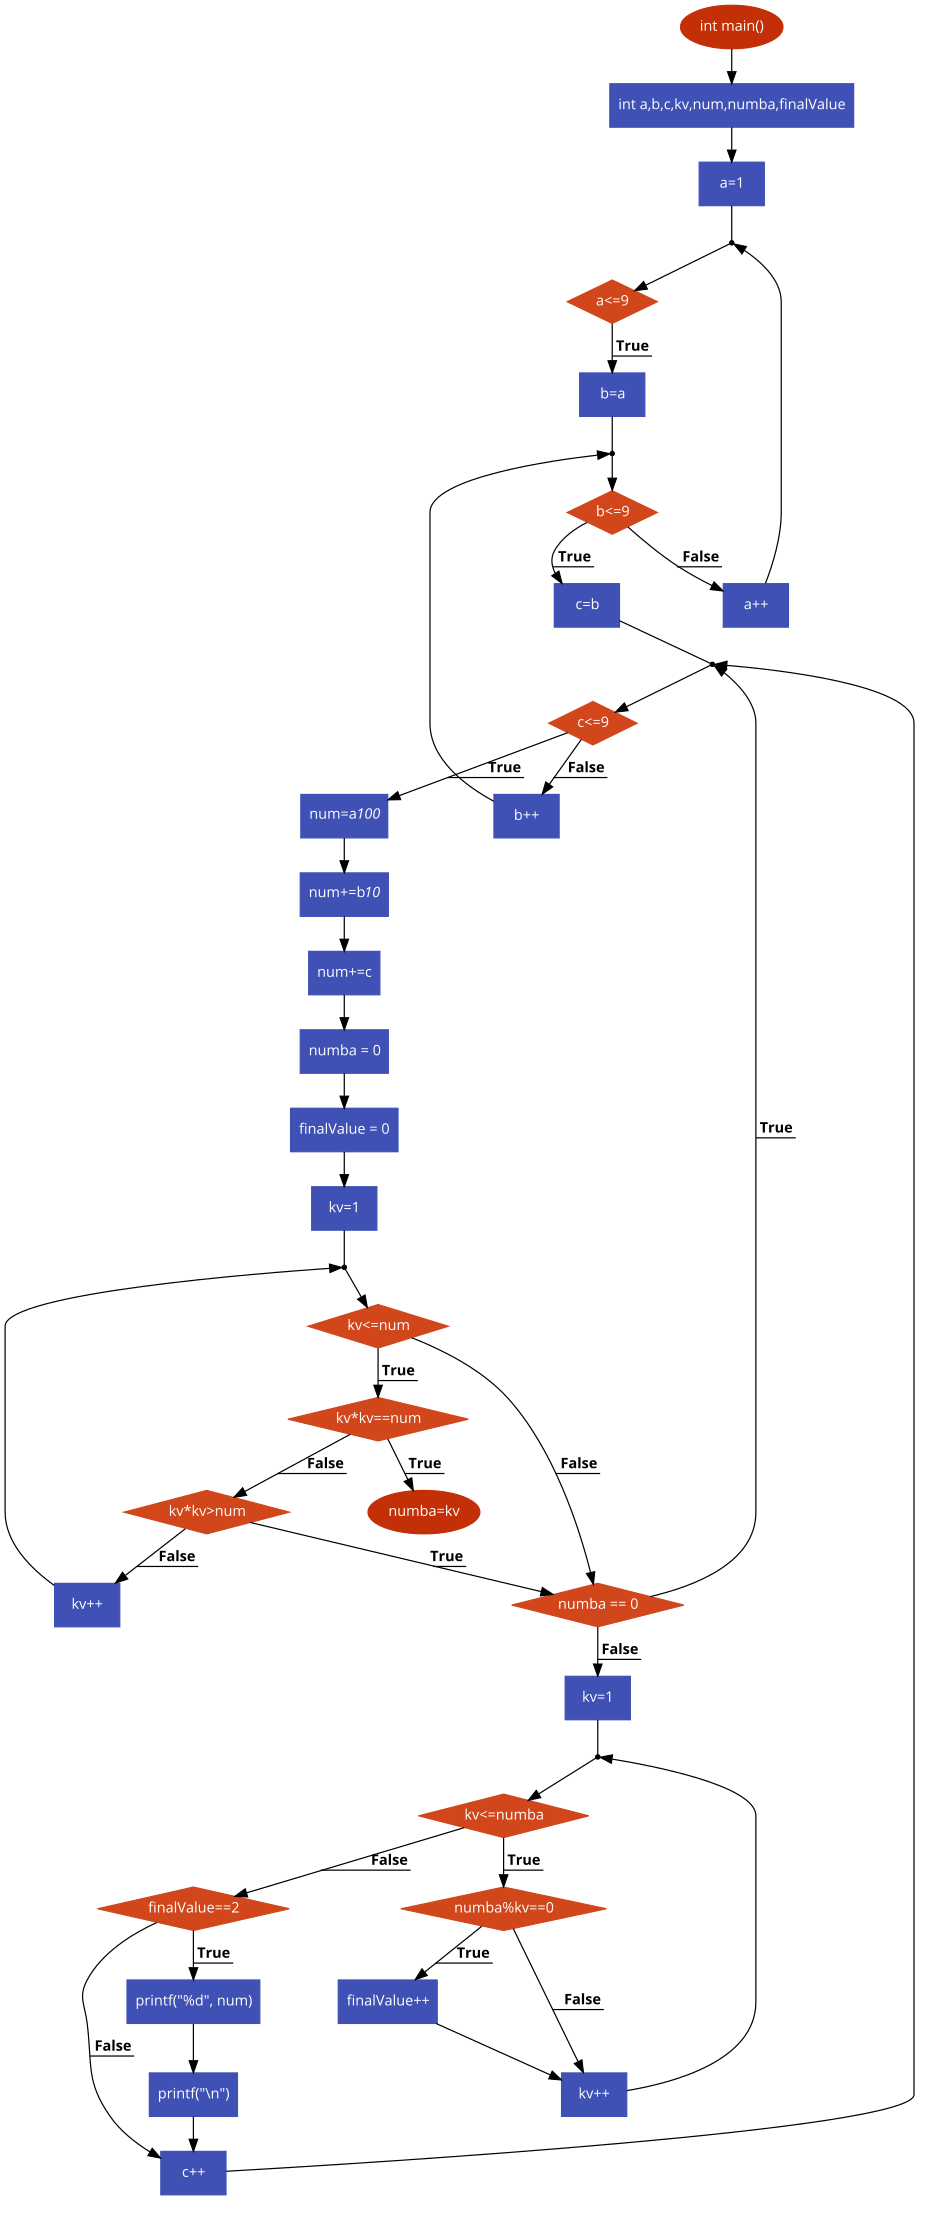 int main()
int a,b,c,kv,num,numba,finalValue
a=1
a<=9
True
b=a
b<=9
True
False
c=b
a++
c<=9
True
False
num=a100
b++
num+=b10
num+=c
numba = 0
finalValue = 0
True
kv=1
kv<=num
True
kv*kv==num
False
True
False
kv*kv>num
numba=kv
False
True
kv++
numba == 0
False
kv=1
kv<=numba
False
True
finalValue==2
numba%kv==0
True
True
printf("%d", num)
finalValue++
False
False
printf("\n")
kv++
c++